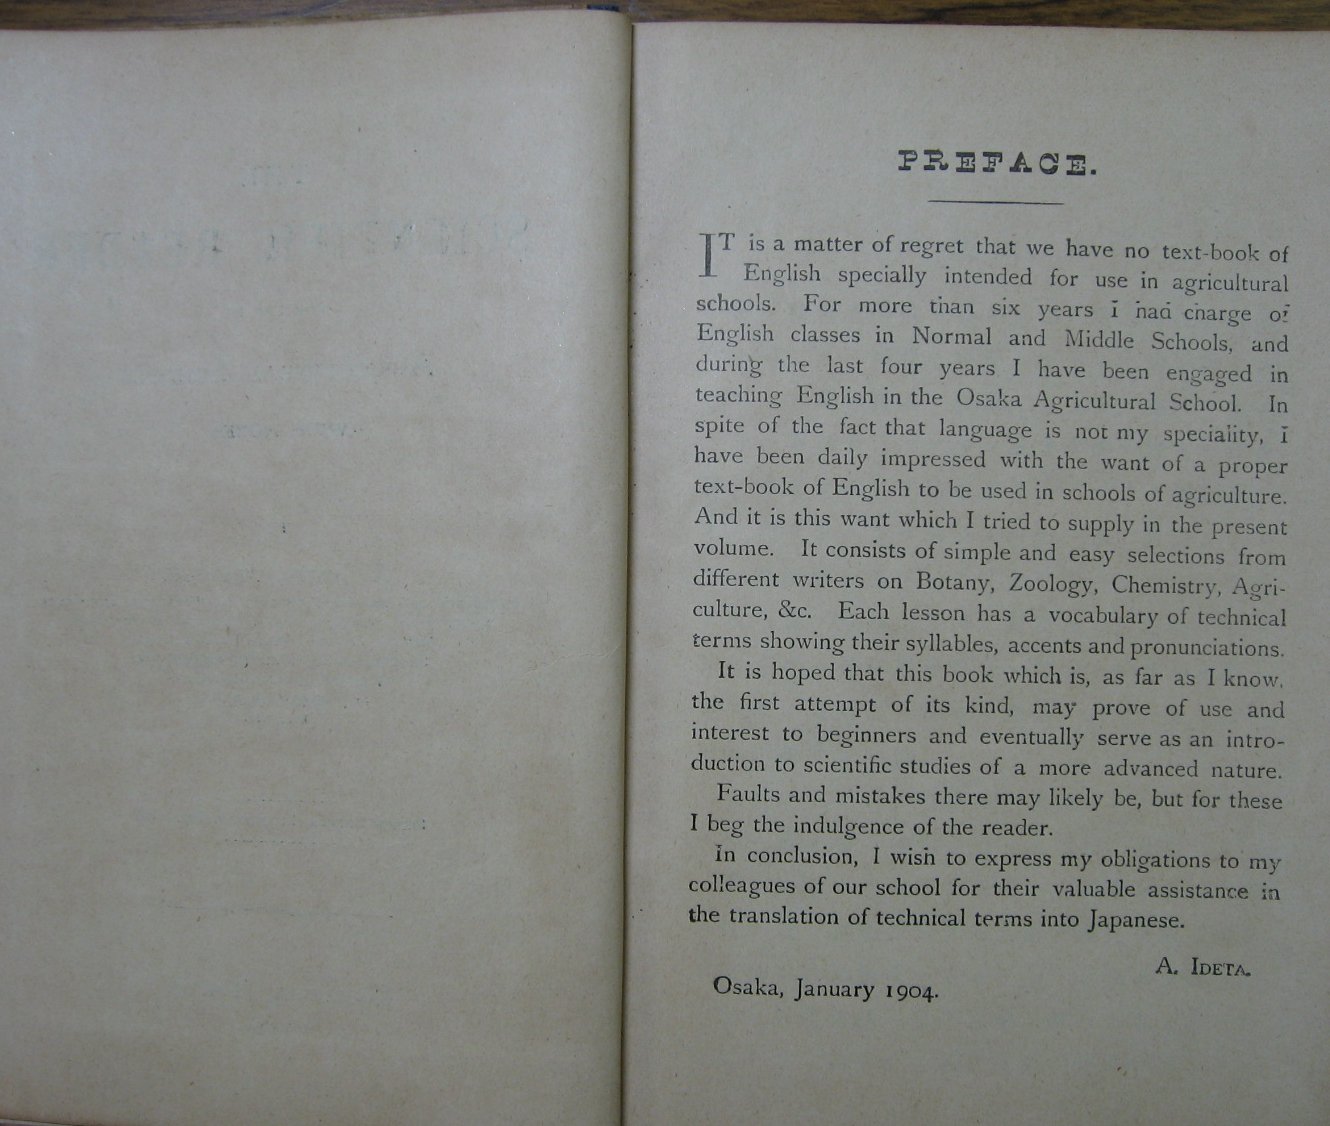 PREFACE.
IT is a matter of regret that we have no text-book of
English specially intended for use in agricultural
schools. For more than six years I had charge of
English classes in Normal and Middle Schools, and
during the last four years I have been engaged in
teaching English in the Osaka Agricultural School. In
spite of the fact that language is not my speciality, I
have been daily impressed with the want of a proper
text-book of English to be used in schools of agriculture.
And it is this want which I tried to supply in the present
volume. It consists of simple and easy selections from
different writers on Botany, Zoology, Chemistry, Agri-
culture, &c. Each lesson has a vocabulary of technical
terms showing their syllables, accents and pronunciations.
It is hoped that this book which is, as far as I know,
the first attempt of its kind, may prove of use and
interest to beginners and eventually serve as an intro-
duction to scientific studies of a more advanced nature.
Faults and mistakes there may likely be, but for these
I beg the indulgence of the reader.
In conclusion, I wish to express my obligations to my
colleagues of our school for their valuable assistance in
the translation of technical terms into Japanese.
A. IDETA.
Osaka, January 1904.